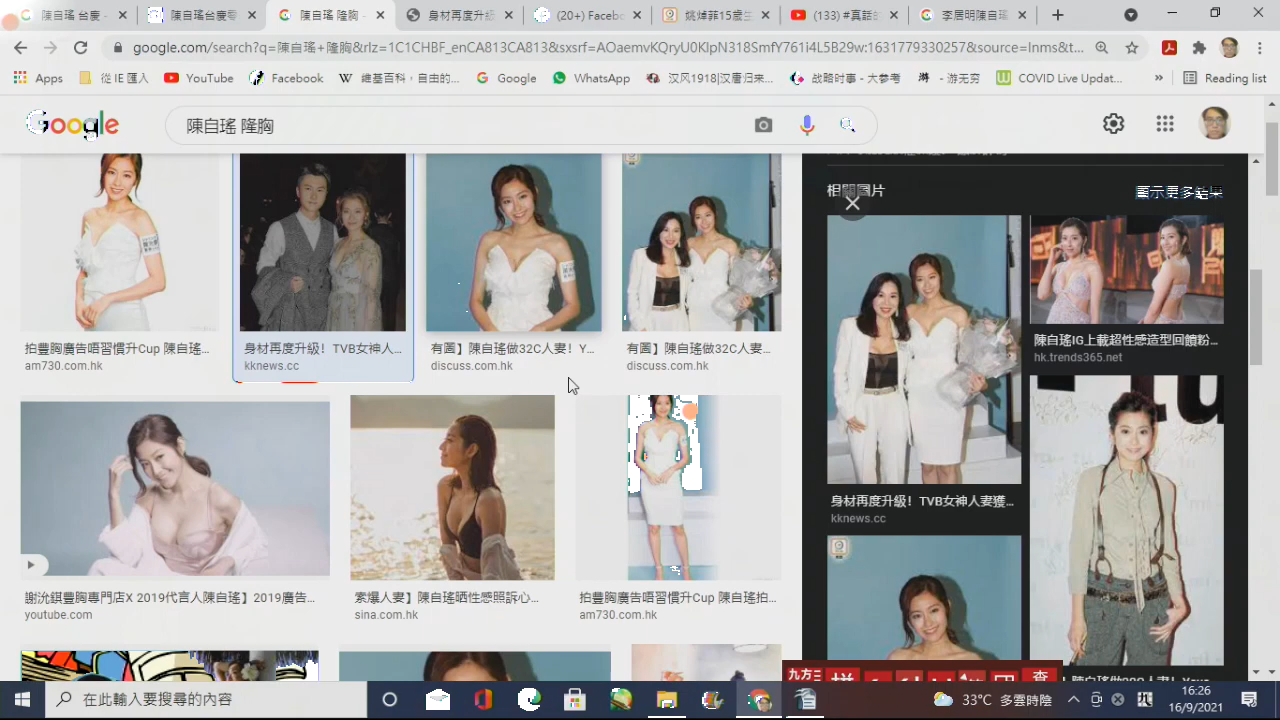 陳自瑤 台慶 -
陳自瑤台慶零
陳自瑤 隆胸 -
身材再度升級
(20+) Facebo
姚焯菲15歲生
(133) #真話的
李居明陳自瑤
google.com/search?q=陳自瑤+隆胸&rlz=1C1CHBF_enCA813CA813&sxsrf=AOaemvKQryU0KIpNi318SmfY761i4L5B29w:1631779330257&source=lnms&t...
Apps
從 IE 匯入
YouTube
Facebook
維基百科，自由的...
Google
WhatsApp
汉风1918|汉唐归来...
战略时事 - 大參考
- 游无穷
COVID Live Updat...
»
Reading list
Google
陳自瑤 隆胸
拍豐胸廣告唔習慣升Cup 陳自瑤...
am730.com.hk
身材再度升級！TVB女神人...
kknews.cc
有圖】陳自瑤做32C人妻！Y...
discuss.com.hk
有圖】陳自瑤做32C人妻...
discuss.com.hk
謝沇錤豐胸專門店X 2019代言人陳自瑤】2019廣告...
youtube.com
索爆人妻】陳自瑤晒性感照訴心...
sina.com.hk
拍豐胸廣告唔習慣升Cup 陳自瑤拍...
am730.com.hk
相關圖片
顯示更多結果
身材再度升級！TVB女神人妻獲...
kknews.cc
陳自瑤IG上載超性感造型回饋粉...
hk.trends365.net
九方
查
在此輸入要搜尋的內容
33°C 多雲時陰
16:26
16/9/2021